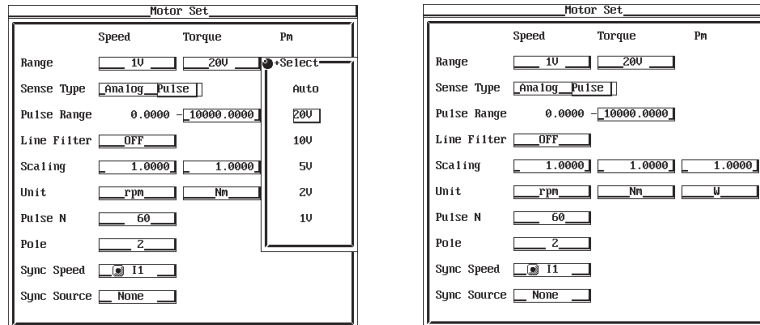 Motor Set
Speed Torque Pm
Range 1V 20V
Sense Type Analog Pulse
Pulse Range 0.0000 - 10000.0000
Line Filter OFF
Scaling 1.0000 1.0000
Unit rpm Nm
Pulse N 60
Pole 2
Sync Speed I1
Sync Source None
Select
Auto
20V
10V
5V
2V
1V
Motor Set
Speed Torque Pm
Range 1V 20V
Sense Type Analog Pulse
Pulse Range 0.0000 - 10000.0000
Line Filter OFF
Scaling 1.0000 1.0000 1.0000
Unit rpm Nm W
Pulse N 60
Pole 2
Sync Speed I1
Sync Source None